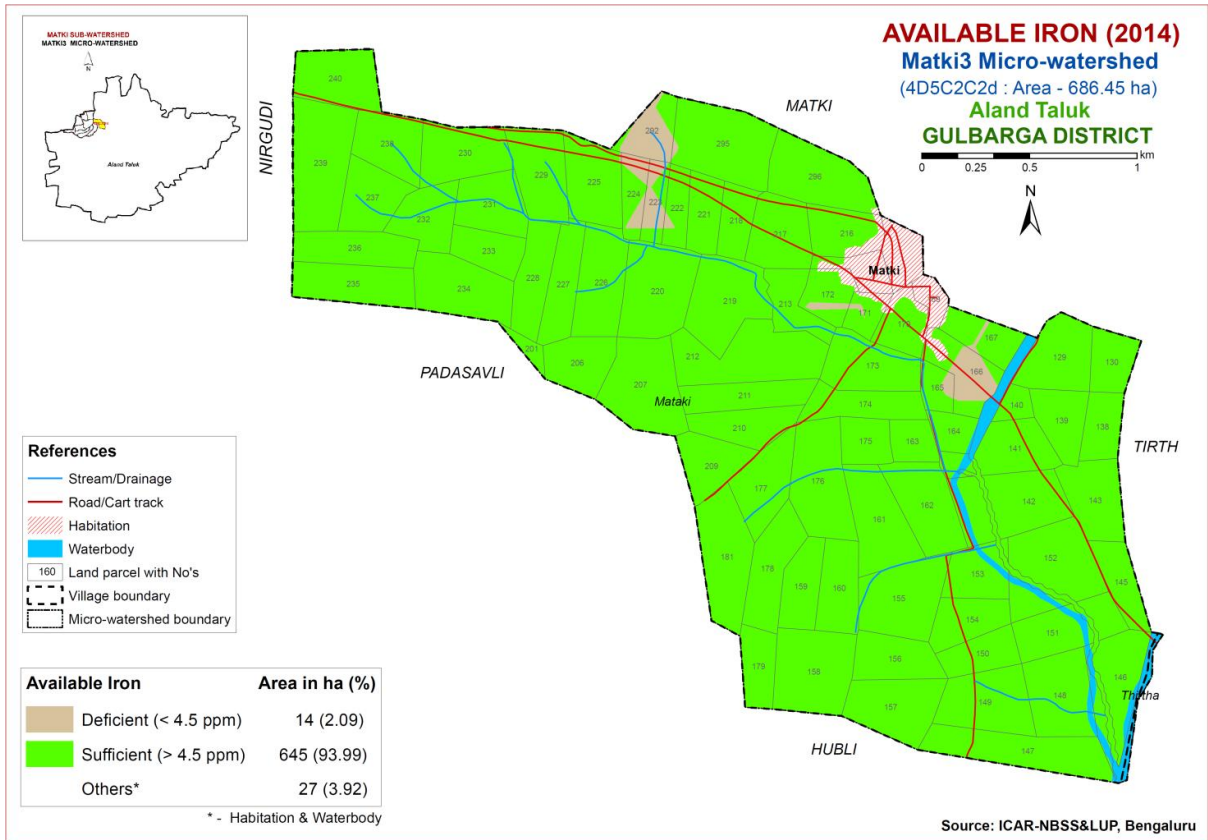 MATKI SUB-WATERSHED
MATKI3 MICRO-WATERSHED
N
Aland Taluk
AVAILABLE IRON (2014)
Matki3 Micro-watershed
(4D5C2C2d : Area - 686.45 ha)
Aland Taluk
GULBARGA DISTRICT
km
0 0.25 0.5 1
N
NIRGUDI
MATKI
PADASAVLI
TIRTH
HUBLI
Matki
Mataki
240
292
295
296
238
230
229
225
239
237
232
231
224
223
222
221
218
217
216
236
233
235
234
228
227
226
220
219
213
172
171
170
167
129
130
201
206
207
212
211
210
209
173
174
165
166
140
139
138
175
163
164
141
177
176
162
161
142
143
181
178
159
160
155
153
152
145
154
151
150
156
179
158
157
149
148
146
147
References
Stream/Drainage
Road/Cart track
Habitation
Waterbody
160 Land parcel with No's
Village boundary
Micro-watershed boundary
Available Iron Area in ha (%)
Deficient (< 4.5 ppm) 14 (2.09)
Sufficient (> 4.5 ppm) 645 (93.99)
Others* 27 (3.92)
* - Habitation & Waterbody
Source: ICAR-NBSS&LUP, Bengaluru